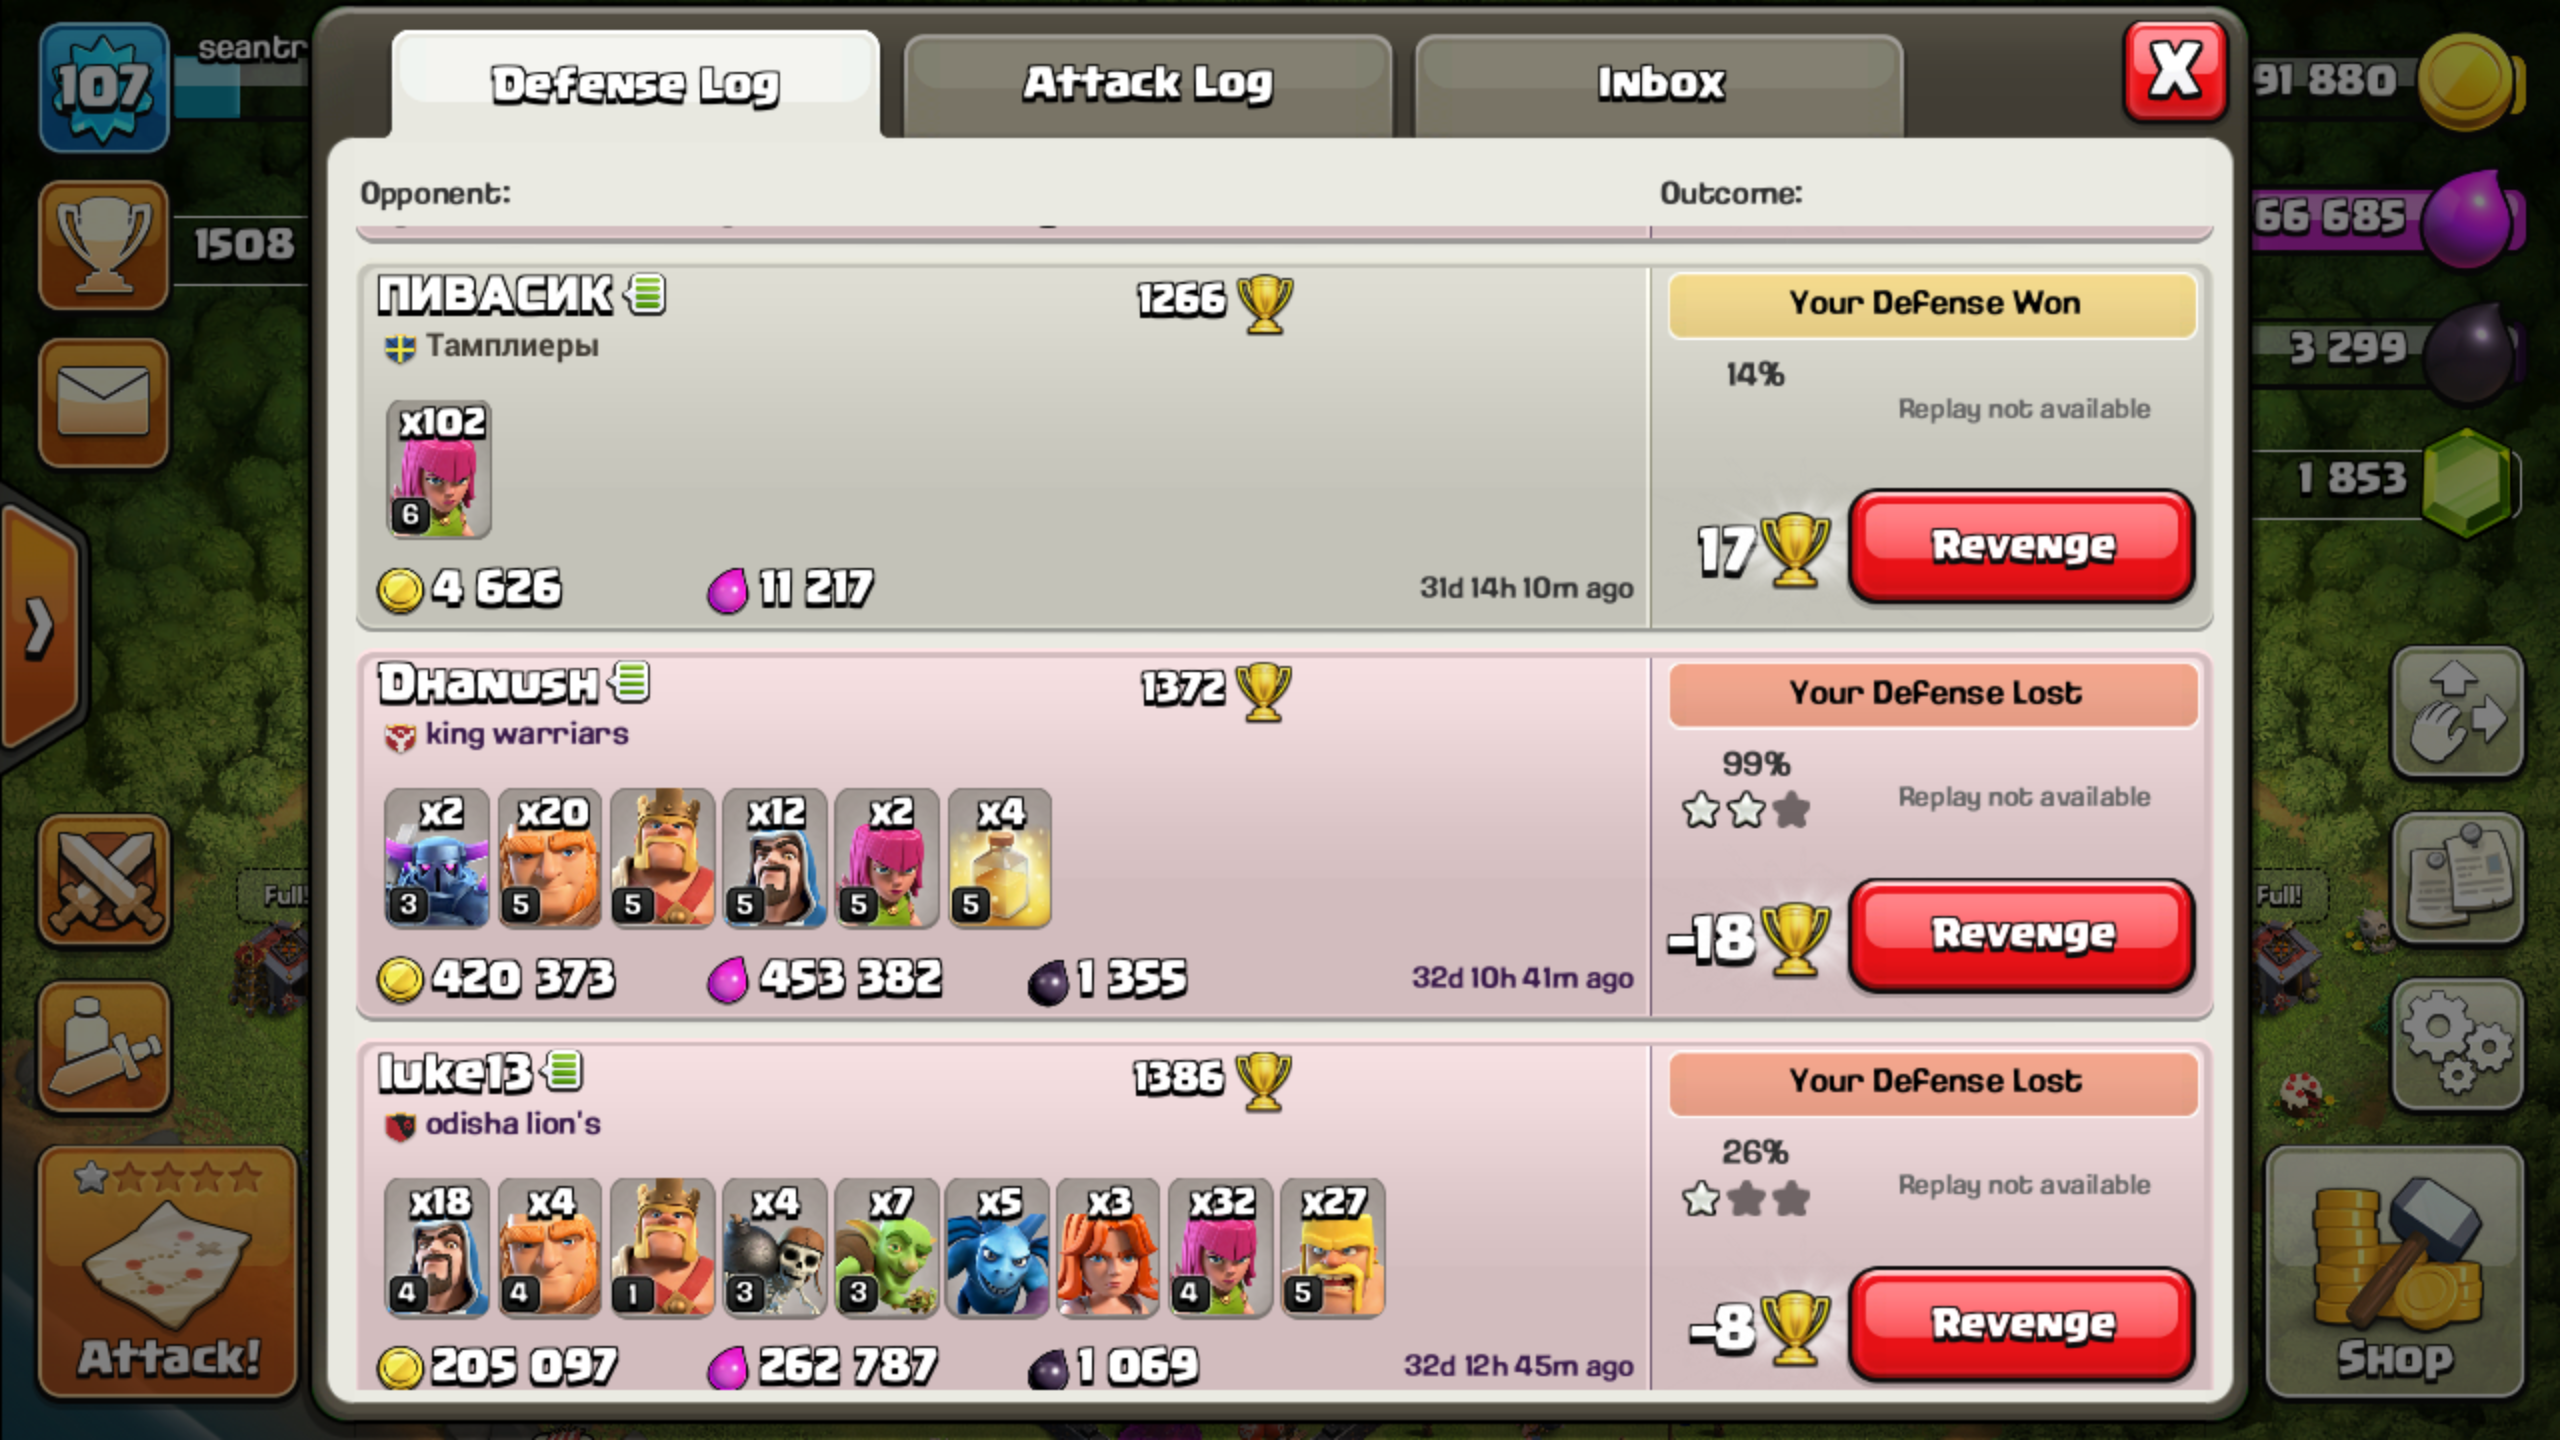 107
seantr
1508
Defense Log
Attack Log
Inbox
X
91 880
66 685
3 299
1 853
Opponent:
Outcome:
ПИВАСИК
1266
Тамплиеры
x102
6
4 626
11 217
31d 14h 10m ago
Your Defense Won
14%
Replay not available
17
Revenge
Dhanush
1372
king warriars
x2
x20
x12
x2
x4
3
5
5
5
5
5
420 373
453 382
1 355
32d 10h 41m ago
Your Defense Lost
99%
Replay not available
-18
Revenge
luke13
1386
odisha lion's
x18
x4
x4
x7
x5
x3
x32
x27
4
4
1
3
3
4
5
205 097
262 787
1 069
32d 12h 45m ago
Your Defense Lost
26%
Replay not available
-8
Revenge
Full!
Full!
Attack!
Shop